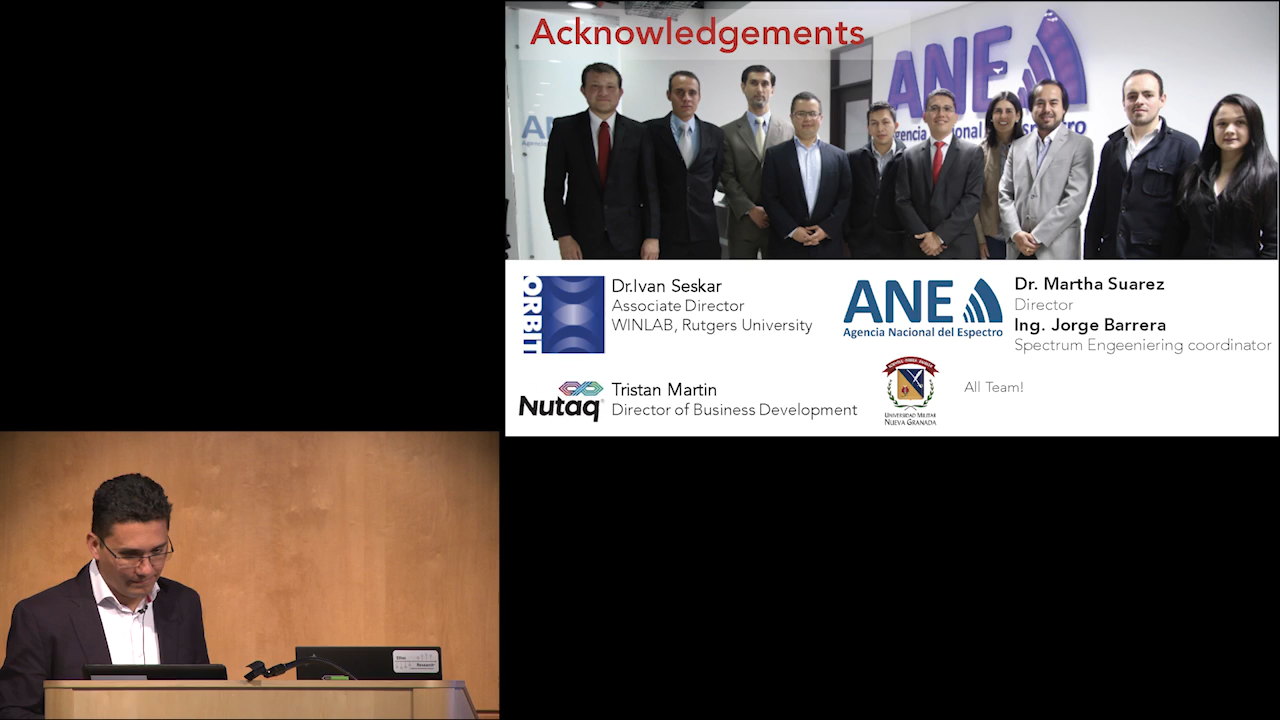 Acknowledgements
ANE
Agencia Nacional del Espectro
ORBIT
Dr.Ivan Seskar
Associate Director
WINLAB, Rutgers University
ANE
Agencia Nacional del Espectro
Dr. Martha Suarez
Director
Ing. Jorge Barrera
Spectrum Engeeniering coordinator
Nutaq
Tristan Martin
Director of Business Development
UNIVERSIDAD MILITAR
NUEVA GRANADA
All Team!
Research